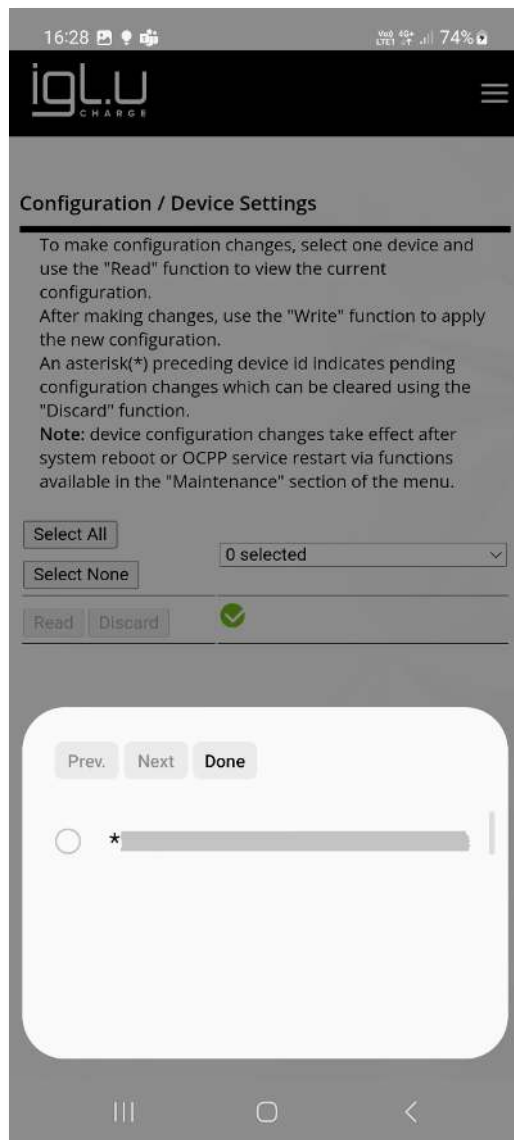 16:28
Vo) 4G+
LTE1 74%
igL.U
CHARGE
Configuration / Device Settings
To make configuration changes, select one device and
use the "Read" function to view the current
configuration.
After making changes, use the "Write" function to apply
the new configuration.
An asterisk(*) preceding device id indicates pending
configuration changes which can be cleared using the
"Discard" function.
Note: device configuration changes take effect after
system reboot or OCPP service restart via functions
available in the "Maintenance" section of the menu.
Select All
0 selected
Select None
Read Discard
Prev. Next Done
*